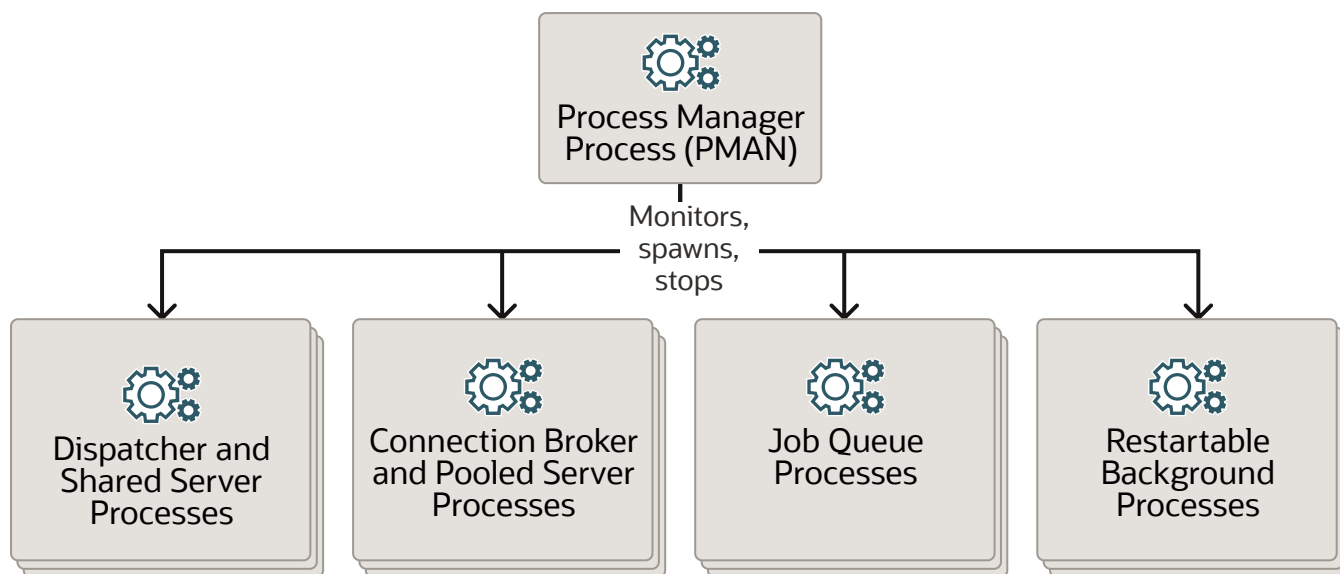 Process Manager
Process (PMAN)
Monitors,
spawns,
stops
Dispatcher and
Shared Server
Processes
Connection Broker
and Pooled Server
Processes
Job Queue
Processes
Restartable
Background
Processes